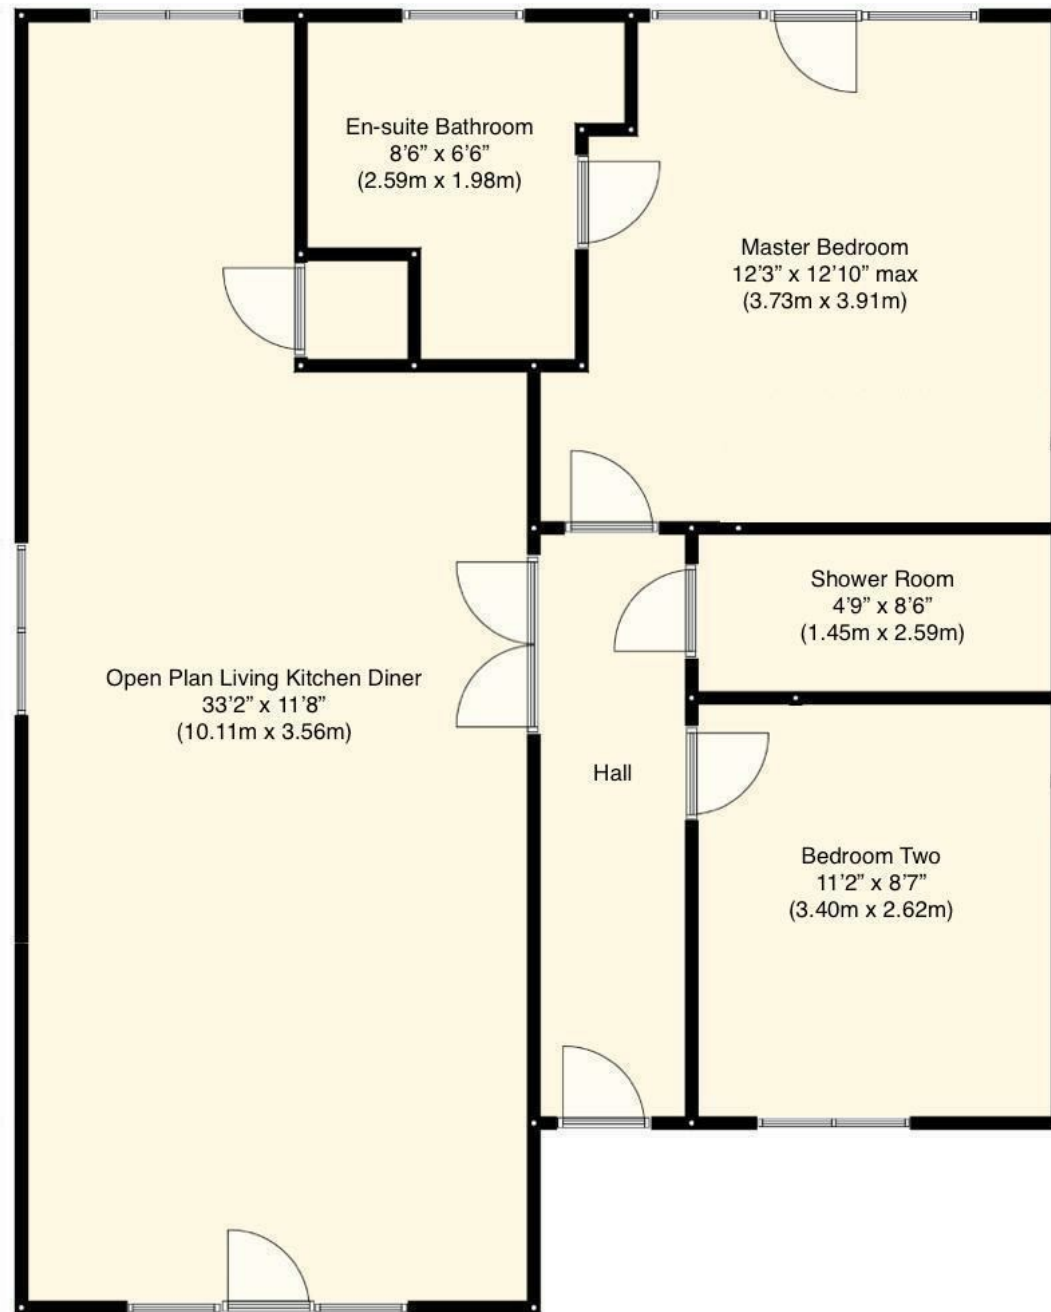 En-suite Bathroom
8’6” x 6’6”
(2.59m x 1.98m)
Master Bedroom
12’3” x 12’10” max
(3.73m x 3.91m)
Shower Room
4’9” x 8’6”
(1.45m x 2.59m)
Open Plan Living Kitchen Diner
33’2” x 11’8”
(10.11m x 3.56m)
Hall
Bedroom Two
11’2” x 8’7”
(3.40m x 2.62m)